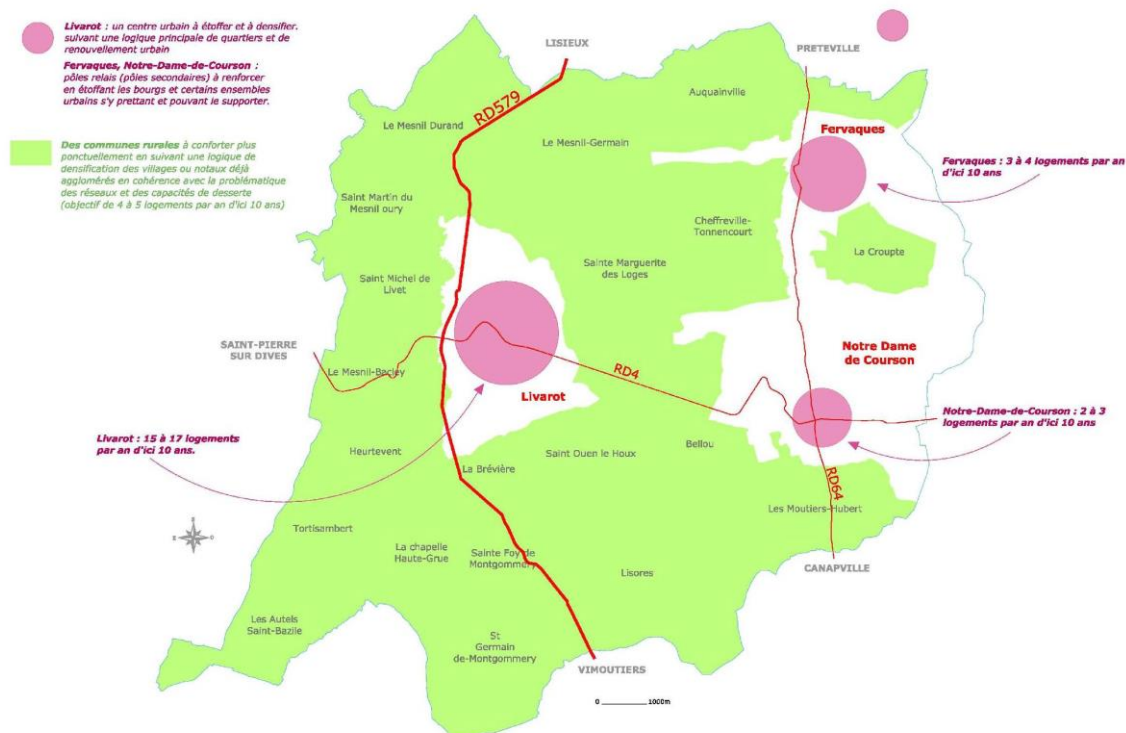 Livarot : un centre urbain à étoffer et à densifier.
suivant une logique principale de quartiers et de
renouvellement urbain
Fervaques, Notre-Dame-de-Courson :
pôles relais (pôles secondaires) à renforcer
en étoffant les bourgs et certains ensembles
urbains s'y prettant et pouvant le supporter.
Des communes rurales à conforter plus
ponctuellement en suivant une logique de
densification des villages ou notaux déjà
agglomérés en cohérence avec la problématique
des réseaux et des capacités de desserte
(objectif de 4 à 5 logements par an d'ici 10 ans)
LISIEUX
PRETEVILLE
RD579
Auquainville
Le Mesnil Durand
Le Mesnil-Germain
Fervaques
Fervaques : 3 à 4 logements par an
d'ici 10 ans
Saint Martin du
Mesnil oury
Cheffreville-
Tonnencourt
La Croupte
Sainte Marguerite
des Loges
Saint Michel de
Livet
SAINT-PIERRE
SUR DIVES
Notre Dame
de Courson
Le Mesnil-Bacley
RD4
Livarot
Livarot : 15 à 17 logements
par an d'ici 10 ans.
Notre-Dame-de-Courson : 2 à 3
logements par an d'ici 10 ans
Bellou
Heurtevent
Saint Ouen le Houx
La Brévière
RD64
Les Moutiers-Hubert
Tortisambert
La chapelle
Haute-Grue
Sainte Foy de
Montgommery
Lisores
CANAPVILLE
Les Autels
Saint-Bazile
St
Germain
de-Montgommery
VIMOUTIERS
0 1000m